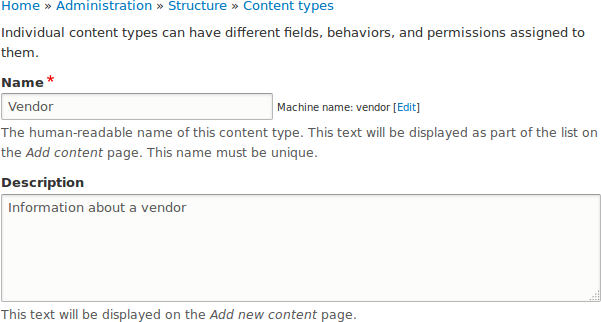 Home » Administration » Structure » Content types
Individual content types can have different fields, behaviors, and permissions assigned to
them.
Name *
Vendor Machine name: vendor [Edit]
The human-readable name of this content type. This text will be displayed as part of the list on
the Add content page. This name must be unique.
Description
Information about a vendor
This text will be displayed on the Add new content page.